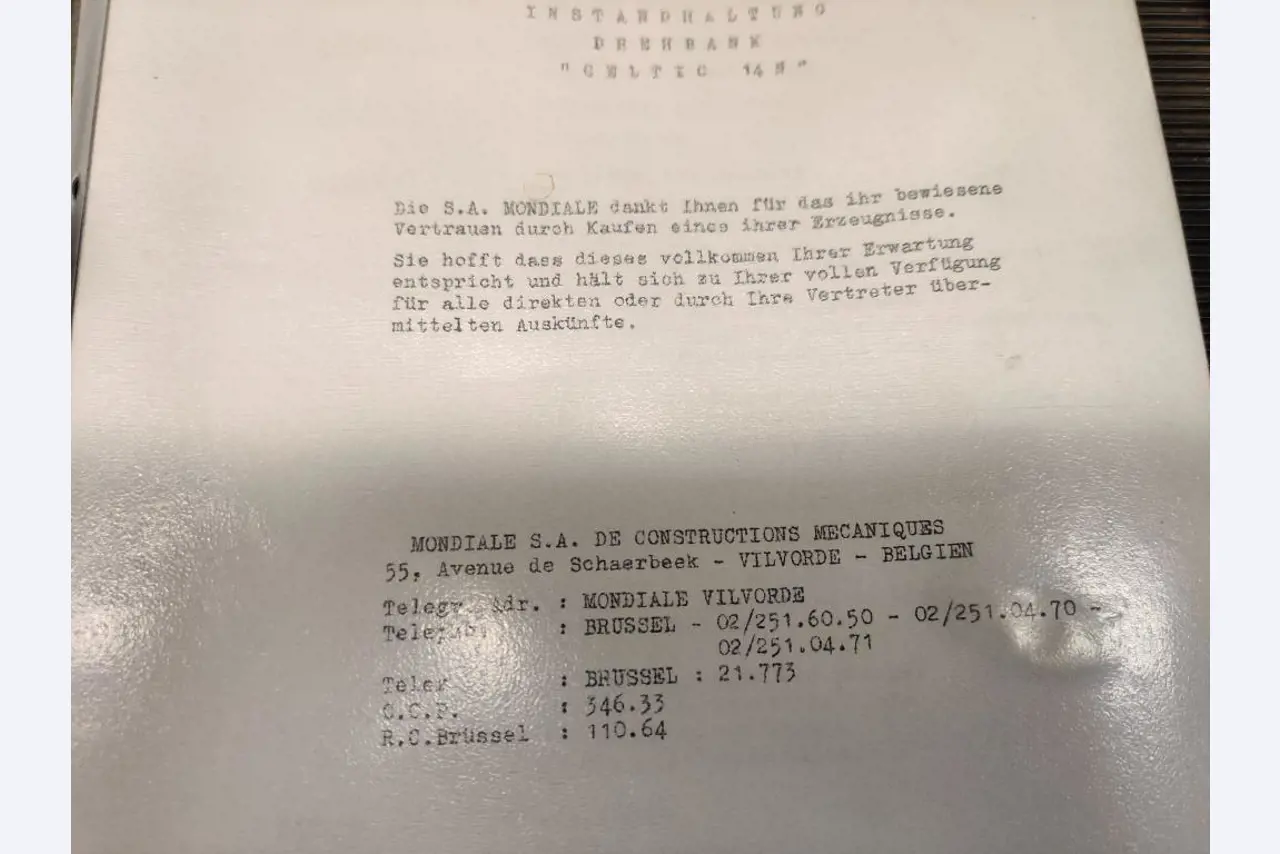 INSTANDHALTUNG
DREHBANK
"CELTIC 14"
Die S.A. MONDIALE dankt Ihnen für das ihr bewiesene
Vertrauen durch Kaufen eines ihrer Erzeugnisse.
Sie hofft dass dieses vollkommen Ihrer Erwartung
entspricht und hält sich zu Ihrer vollen Verfügung
für alle direkten oder durch Ihre Vertreter über-
mittelten Auskünfte.
MONDIALE S.A. DE CONSTRUCTIONS MECANIQUES
55, Avenue de Schaerbeek - VILVORDE - BELGIEN
Telegr. Adr. : MONDIALE VILVORDE
: BRUSSEL - 02/251.60.50 - 02/251.04.70 -
02/251.04.71
Telex : BRUSSEL : 21.773
C.C.P. : 346.33
R.C.Brüssel : 110.64